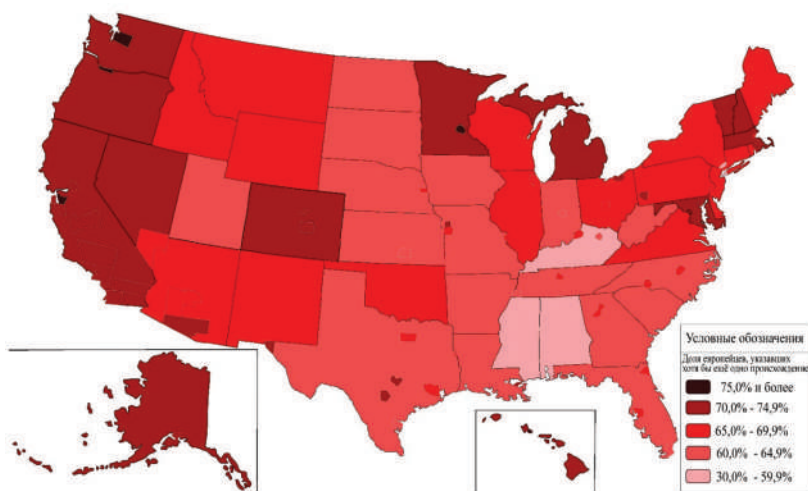 Условные обозначения
Доля европейцев, указавших
хотя бы ещё одно происхождение
75,0% и более
70,0% - 74,9%
65,0% - 69,9%
60,0% - 64,9%
30,0% - 59,9%